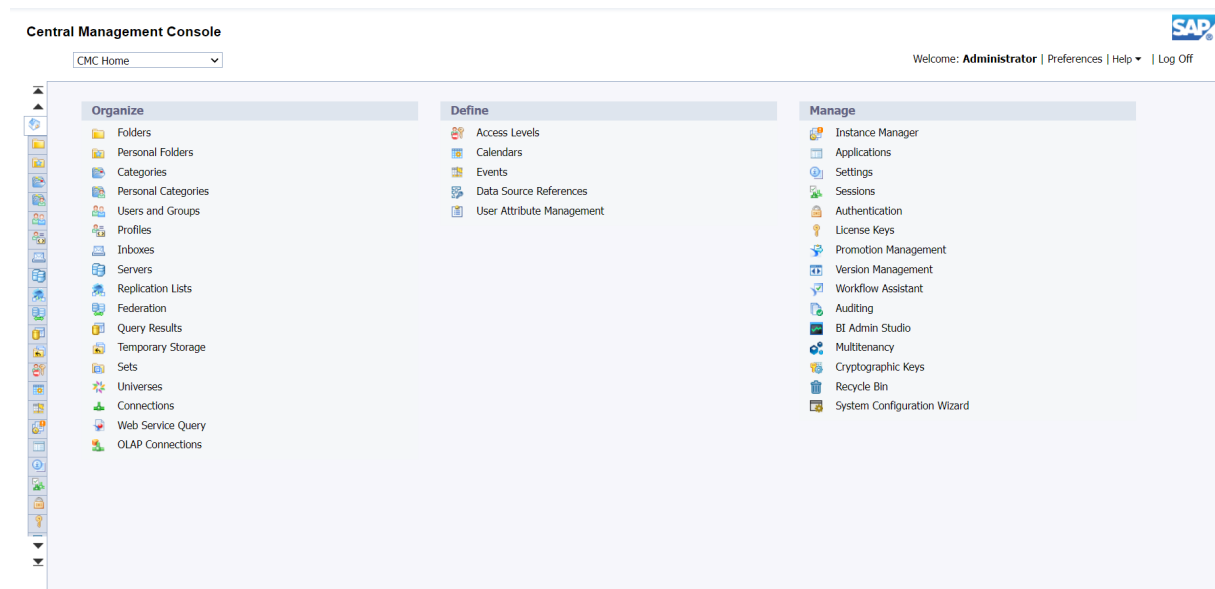 Central Management Console
SAP
CMC Home
Welcome: Administrator | Preferences | Help | Log Off
Organize
Folders
Personal Folders
Categories
Personal Categories
Users and Groups
Profiles
Inboxes
Servers
Replication Lists
Federation
Query Results
Temporary Storage
Sets
Universes
Connections
Web Service Query
OLAP Connections
Define
Access Levels
Calendars
Events
Data Source References
User Attribute Management
Manage
Instance Manager
Applications
Settings
Sessions
Authentication
License Keys
Promotion Management
Version Management
Workflow Assistant
Auditing
BI Admin Studio
Multitenancy
Cryptographic Keys
Recycle Bin
System Configuration Wizard